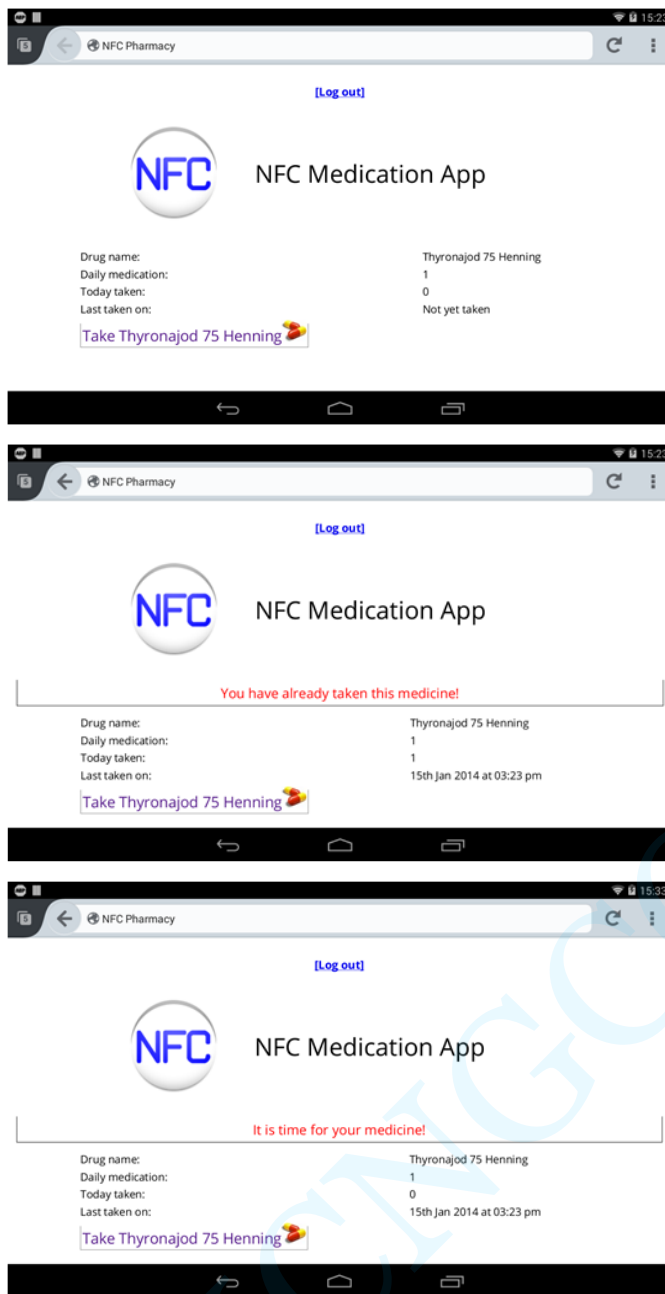 15:23
5
NFC Pharmacy
[Log out]
NFC
NFC Medication App
Drug name: Thyronajod 75 Henning
Daily medication: 1
Today taken: 0
Last taken on: Not yet taken
Take Thyronajod 75 Henning
15:23
5
NFC Pharmacy
[Log out]
NFC
NFC Medication App
You have already taken this medicine!
Drug name: Thyronajod 75 Henning
Daily medication: 1
Today taken: 1
Last taken on: 15th Jan 2014 at 03:23 pm
Take Thyronajod 75 Henning
15:33
5
NFC Pharmacy
[Log out]
NFC
NFC Medication App
It is time for your medicine!
Drug name: Thyronajod 75 Henning
Daily medication: 1
Today taken: 0
Last taken on: 15th Jan 2014 at 03:23 pm
Take Thyronajod 75 Henning